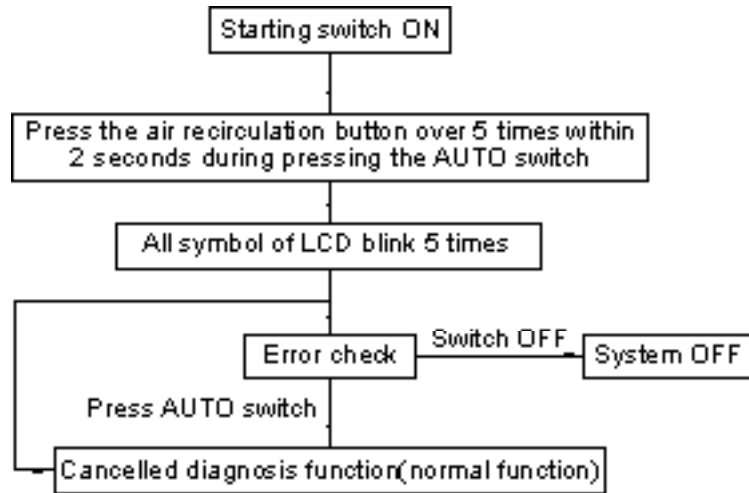 Starting switch ON
Press the air recirculation button over 5 times within
2 seconds during pressing the AUTO switch
All symbol of LCD blink 5 times
Error check
Switch OFF
System OFF
Press AUTO switch
Cancelled diagnosis function(normal function)